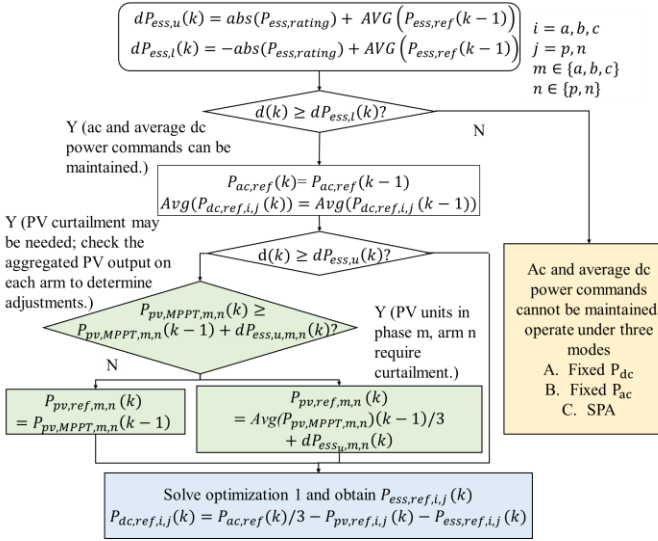 dP_{ess,u}(k) = abs(P_{ess,rating}) + AVG(P_{ess,ref}(k − 1))
dP_{ess,l}(k) = −abs(P_{ess,rating}) + AVG(P_{ess,ref}(k − 1))
i = a, b, c
j = p, n
m ∈ {a, b, c}
n ∈ {p, n}
d(k) ≥ dP_{ess,l}(k)?
N
Y (ac and average dc
power commands can be
maintained.)
P_{ac,ref}(k)= P_{ac,ref}(k − 1)
Avg(P_{dc,ref,i,j}(k)) = Avg(P_{dc,ref,i,j}(k − 1))
Y (PV curtailment may
be needed; check the
aggregated PV output on
each arm to determine
adjustments.)
d(k) ≥ dP_{ess,u}(k)?
P_{pv,MPPT,m,n}(k) ≥
P_{pv,MPPT,m,n}(k − 1) + dP_{ess,u,m,n}(k)?
Y (PV units in
phase m, arm n
require
curtailment.)
N
P_{pv,ref,m,n}(k)
= P_{pv,MPPT,m,n}(k − 1)
P_{pv,ref,m,n}(k)
= Avg(P_{pv,MPPT,m,n})(k − 1)/3
+ dP_{ess_u,m,n}(k)
Ac and average dc
power commands
cannot be maintained,
operate under three
modes
A. Fixed P_{dc}
B. Fixed P_{ac}
C. SPA
Solve optimization 1 and obtain P_{ess,ref,i,j}(k)
P_{dc,ref,i,j}(k) = P_{ac,ref}(k)/3 − P_{pv,ref,i,j}(k) − P_{ess,ref,i,j}(k)